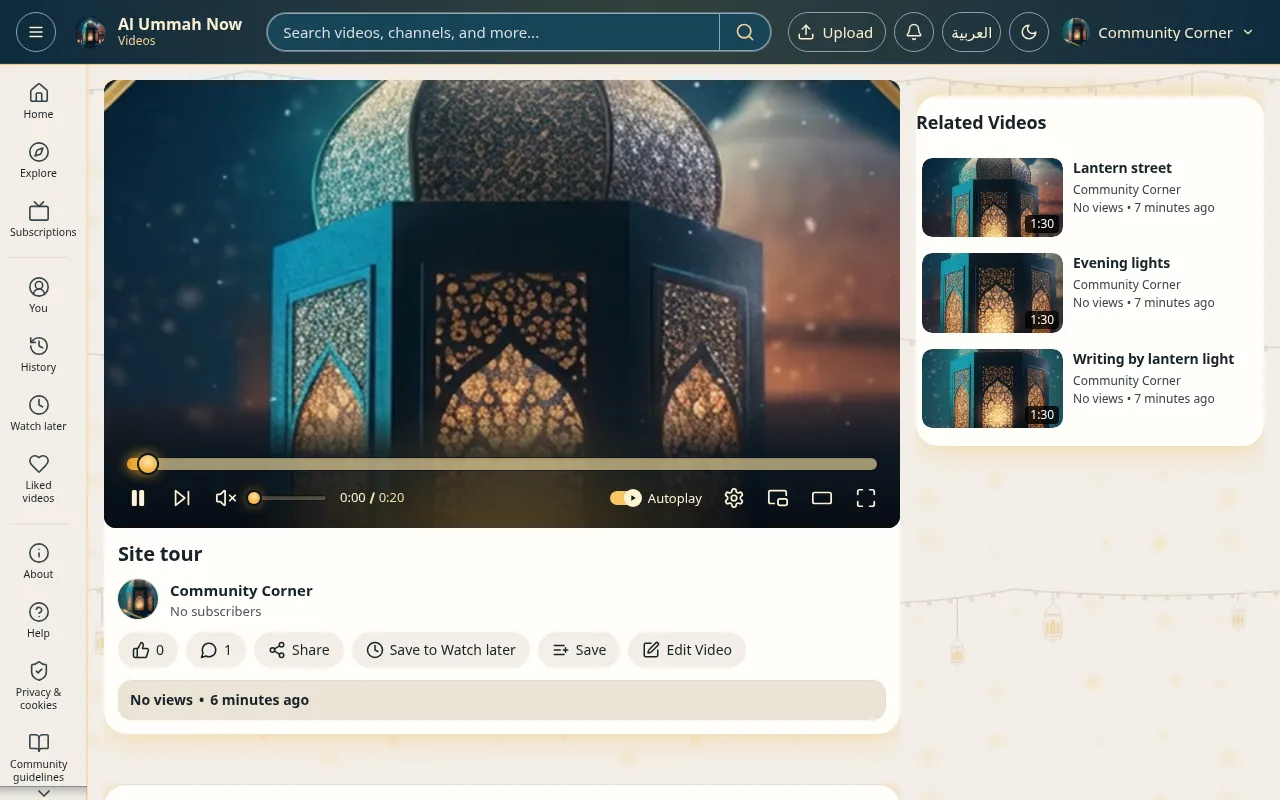 Al Ummah Now
Videos
Search videos, channels, and more...
Upload
العربية
Community Corner
Home
Explore
Subscriptions
You
History
Watch later
Liked
videos
About
Help
Privacy &
cookies
Community
guidelines
0:00 / 0:20
Autoplay
Site tour
Community Corner
No subscribers
0
1
Share
Save to Watch later
Save
Edit Video
No views • 6 minutes ago
Related Videos
Lantern street
Community Corner
No views • 7 minutes ago
1:30
Evening lights
Community Corner
No views • 7 minutes ago
1:30
Writing by lantern light
Community Corner
No views • 7 minutes ago
1:30